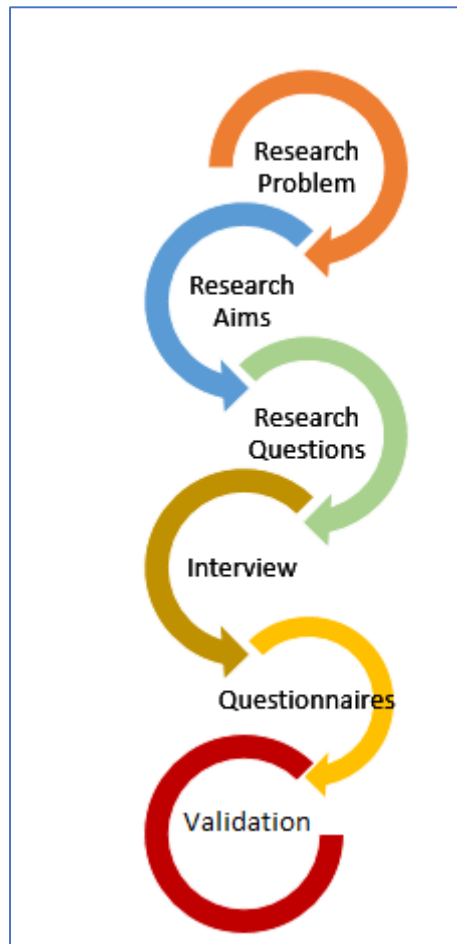 Research
Problem
Research
Aims
Research
Questions
Interview
Questionnaires
Validation